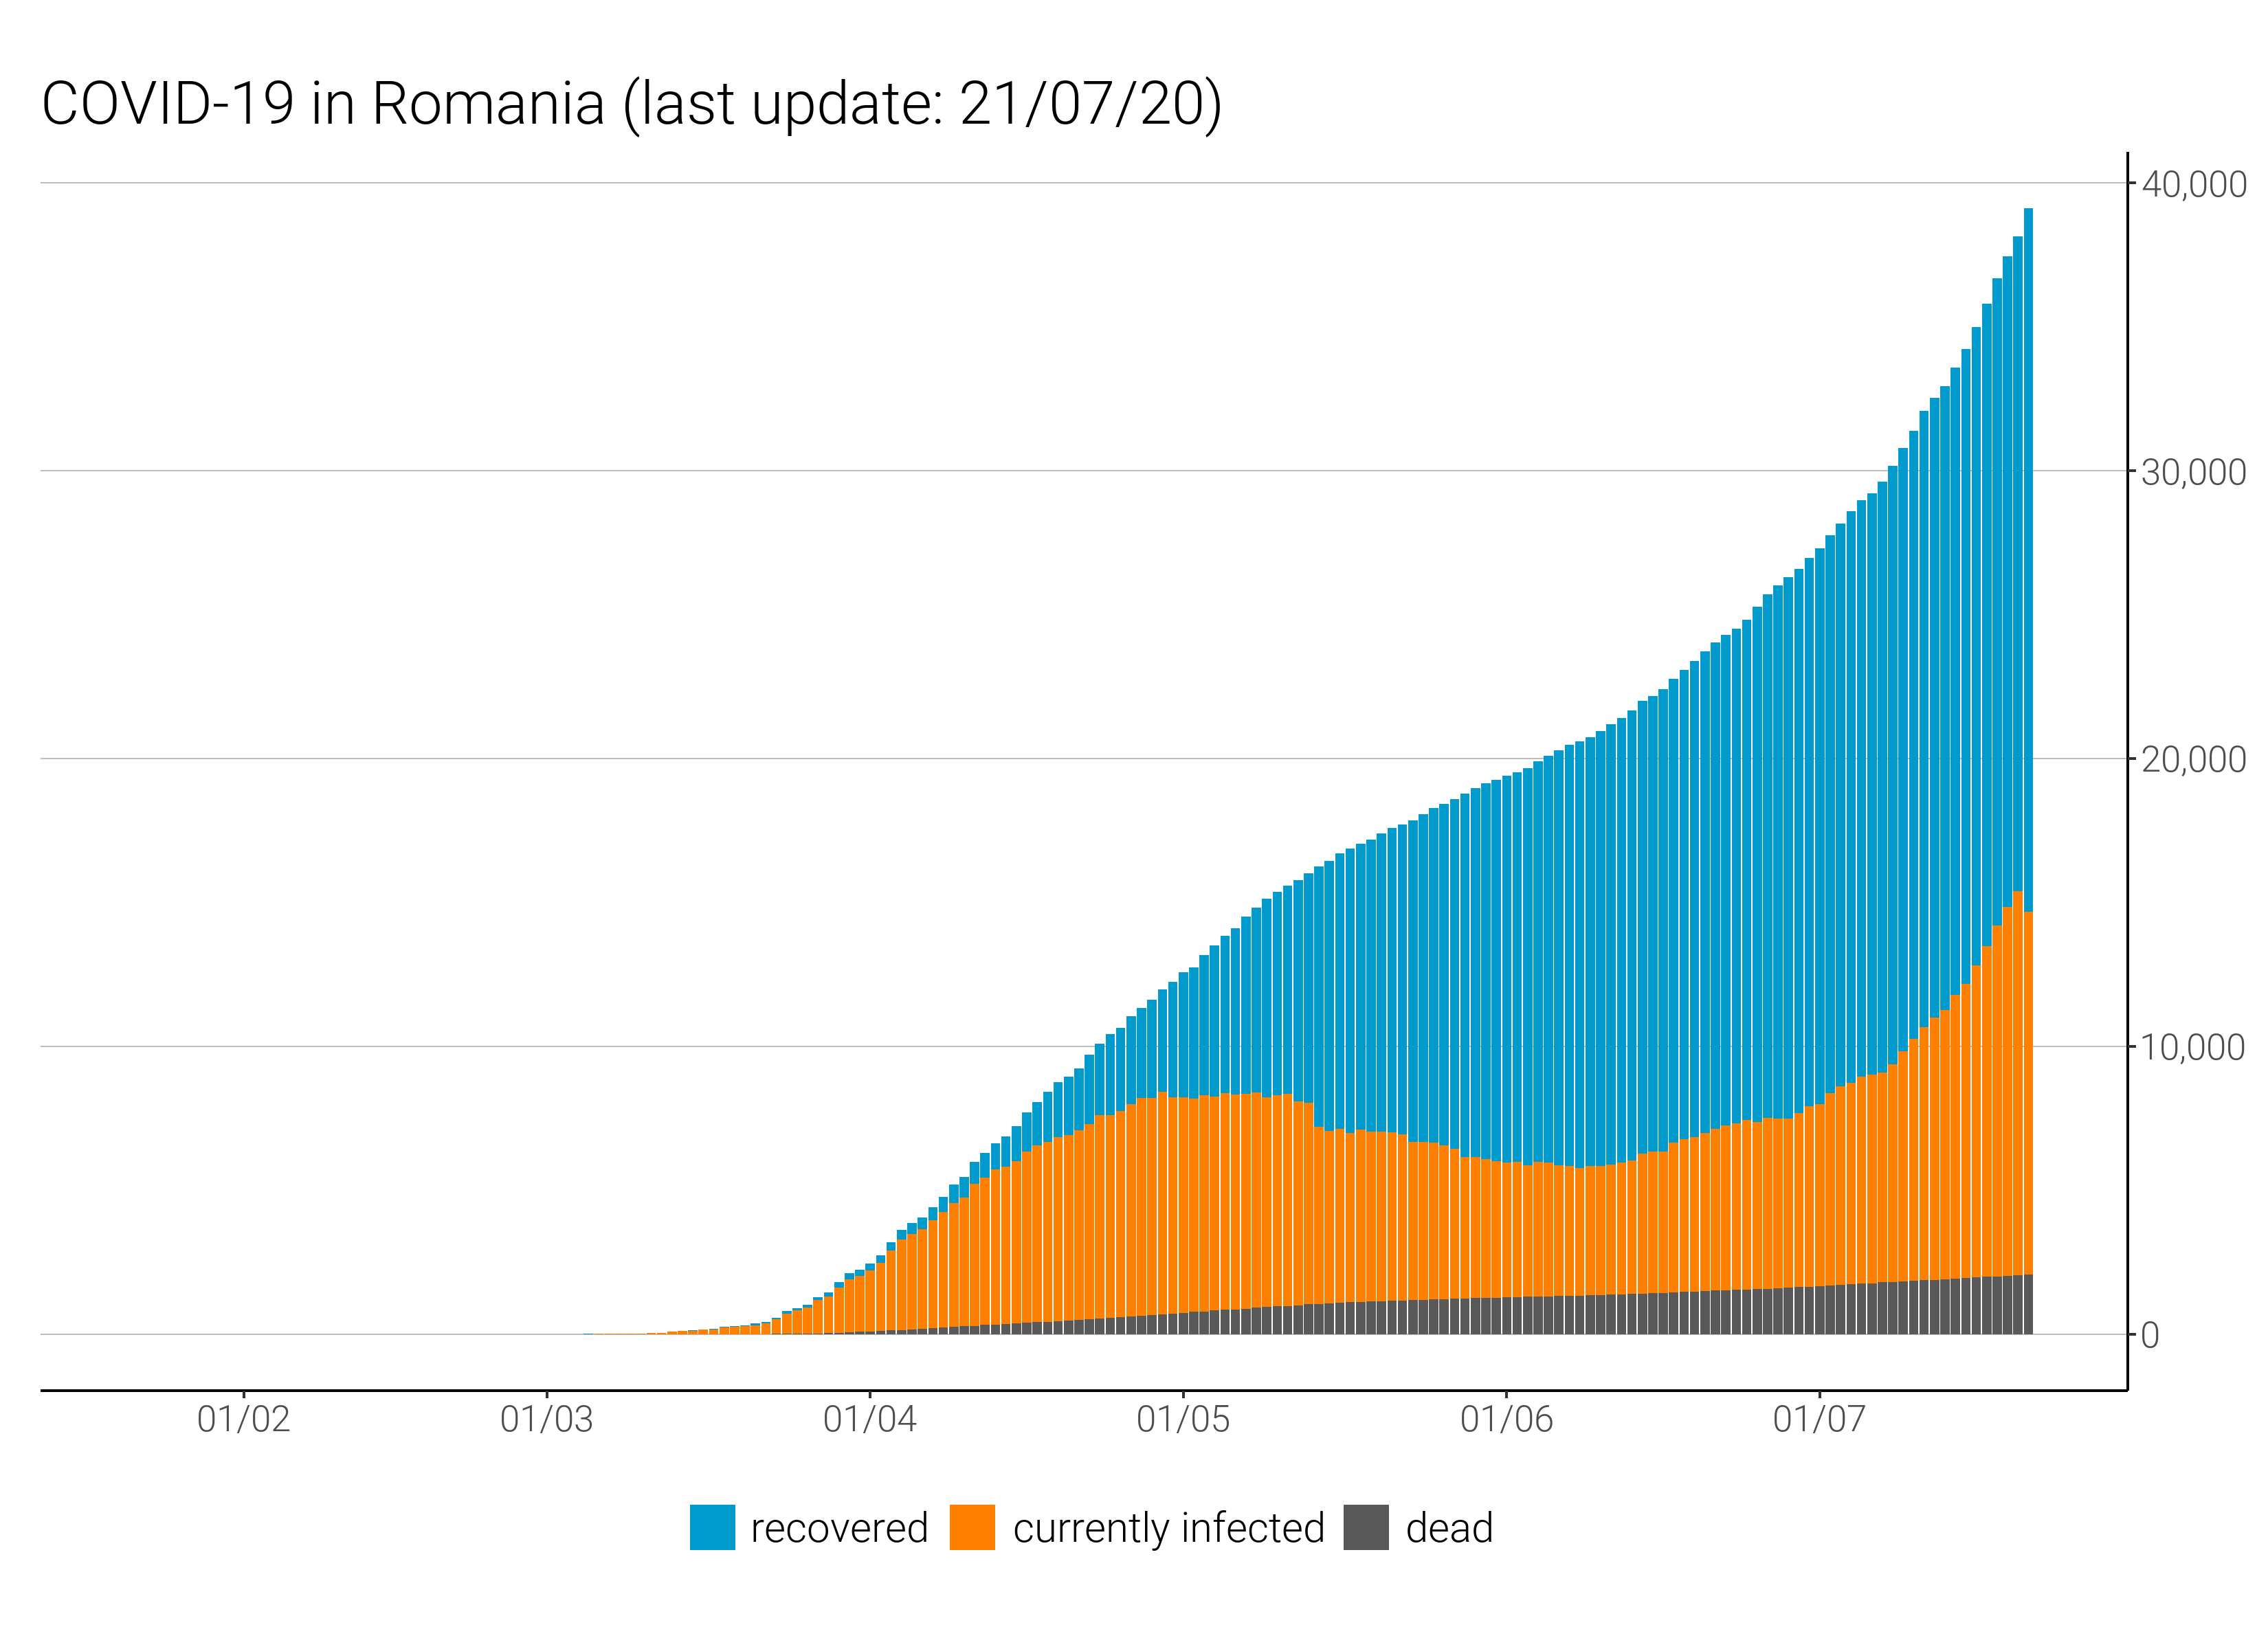 COVID-19 in Romania (last update: 21/07/20)
40,000
30,000
20,000
10,000
0
01/02 01/03 01/04 01/05 01/06 01/07
recovered currently infected dead